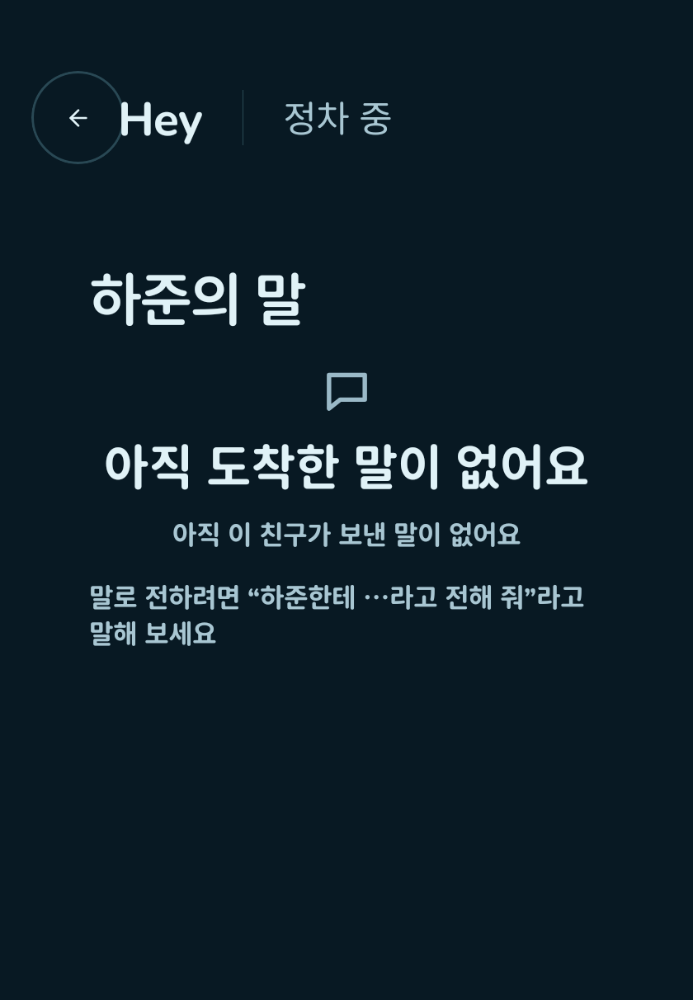 Hey
정차 중
하준의 말
아직 도착한 말이 없어요
아직 이 친구가 보낸 말이 없어요
말로 전하려면 “하준한테 …라고 전해 줘”라고
말해 보세요